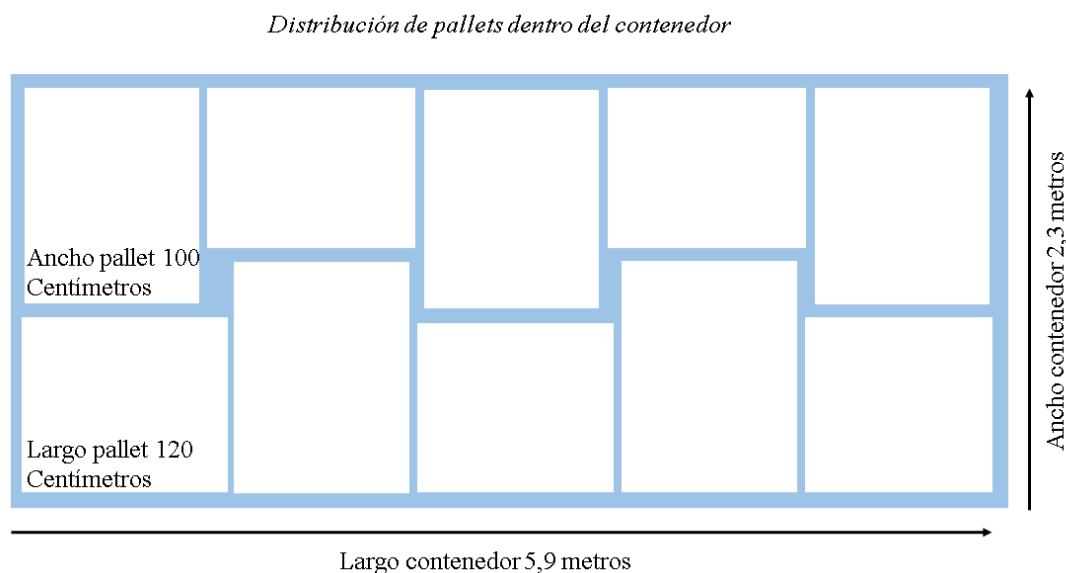 Distribución de pallets dentro del contenedor
Ancho pallet 100
Centímetros
Largo pallet 120
Centímetros
Ancho contenedor 2,3 metros
Largo contenedor 5,9 metros